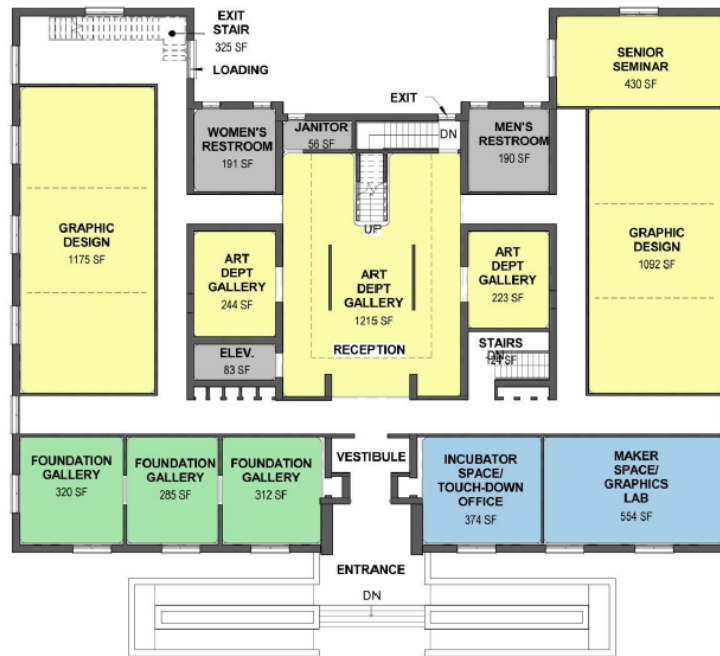 EXIT
STAIR
325 SF
LOADING
SENIOR
SEMINAR
430 SF
EXIT
WOMEN'S
RESTROOM
191 SF
JANITOR
56 SF
DN
MEN'S
RESTROOM
190 SF
GRAPHIC
DESIGN
1175 SF
UP
GRAPHIC
DESIGN
1092 SF
ART
DEPT
GALLERY
244 SF
ART
DEPT
GALLERY
1215 SF
ART
DEPT
GALLERY
223 SF
RECEPTION
ELEV.
83 SF
STAIRS
DN
124 SF
FOUNDATION
GALLERY
320 SF
FOUNDATION
GALLERY
285 SF
FOUNDATION
GALLERY
312 SF
VESTIBULE
INCUBATOR
SPACE/
TOUCH-DOWN
OFFICE
374 SF
MAKER
SPACE/
GRAPHICS
LAB
554 SF
ENTRANCE
DN